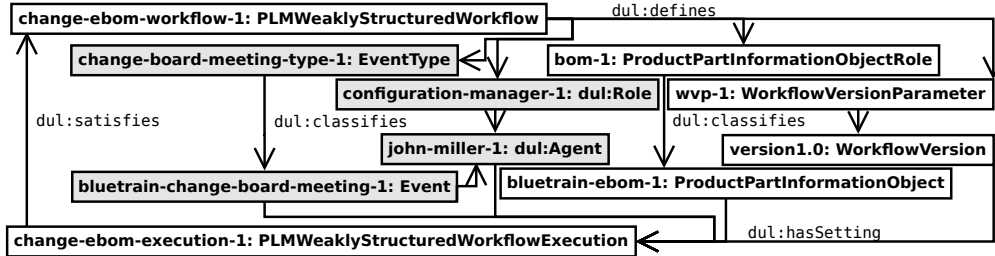 dul:defines
change-ebom-workflow-1: PLMWeaklyStructuredWorkflow
change-board-meeting-type-1: EventType
bom-1: ProductPartInformationObjectRole
configuration-manager-1: dul:Role
wvp-1: WorkflowVersionParameter
dul:satisfies
dul:classifies
dul:classifies
john-miller-1: dul:Agent
version1.0: WorkflowVersion
bluetrain-change-board-meeting-1: Event
bluetrain-ebom-1: ProductPartInformationObject
dul:hasSetting
change-ebom-execution-1: PLMWeaklyStructuredWorkflowExecution